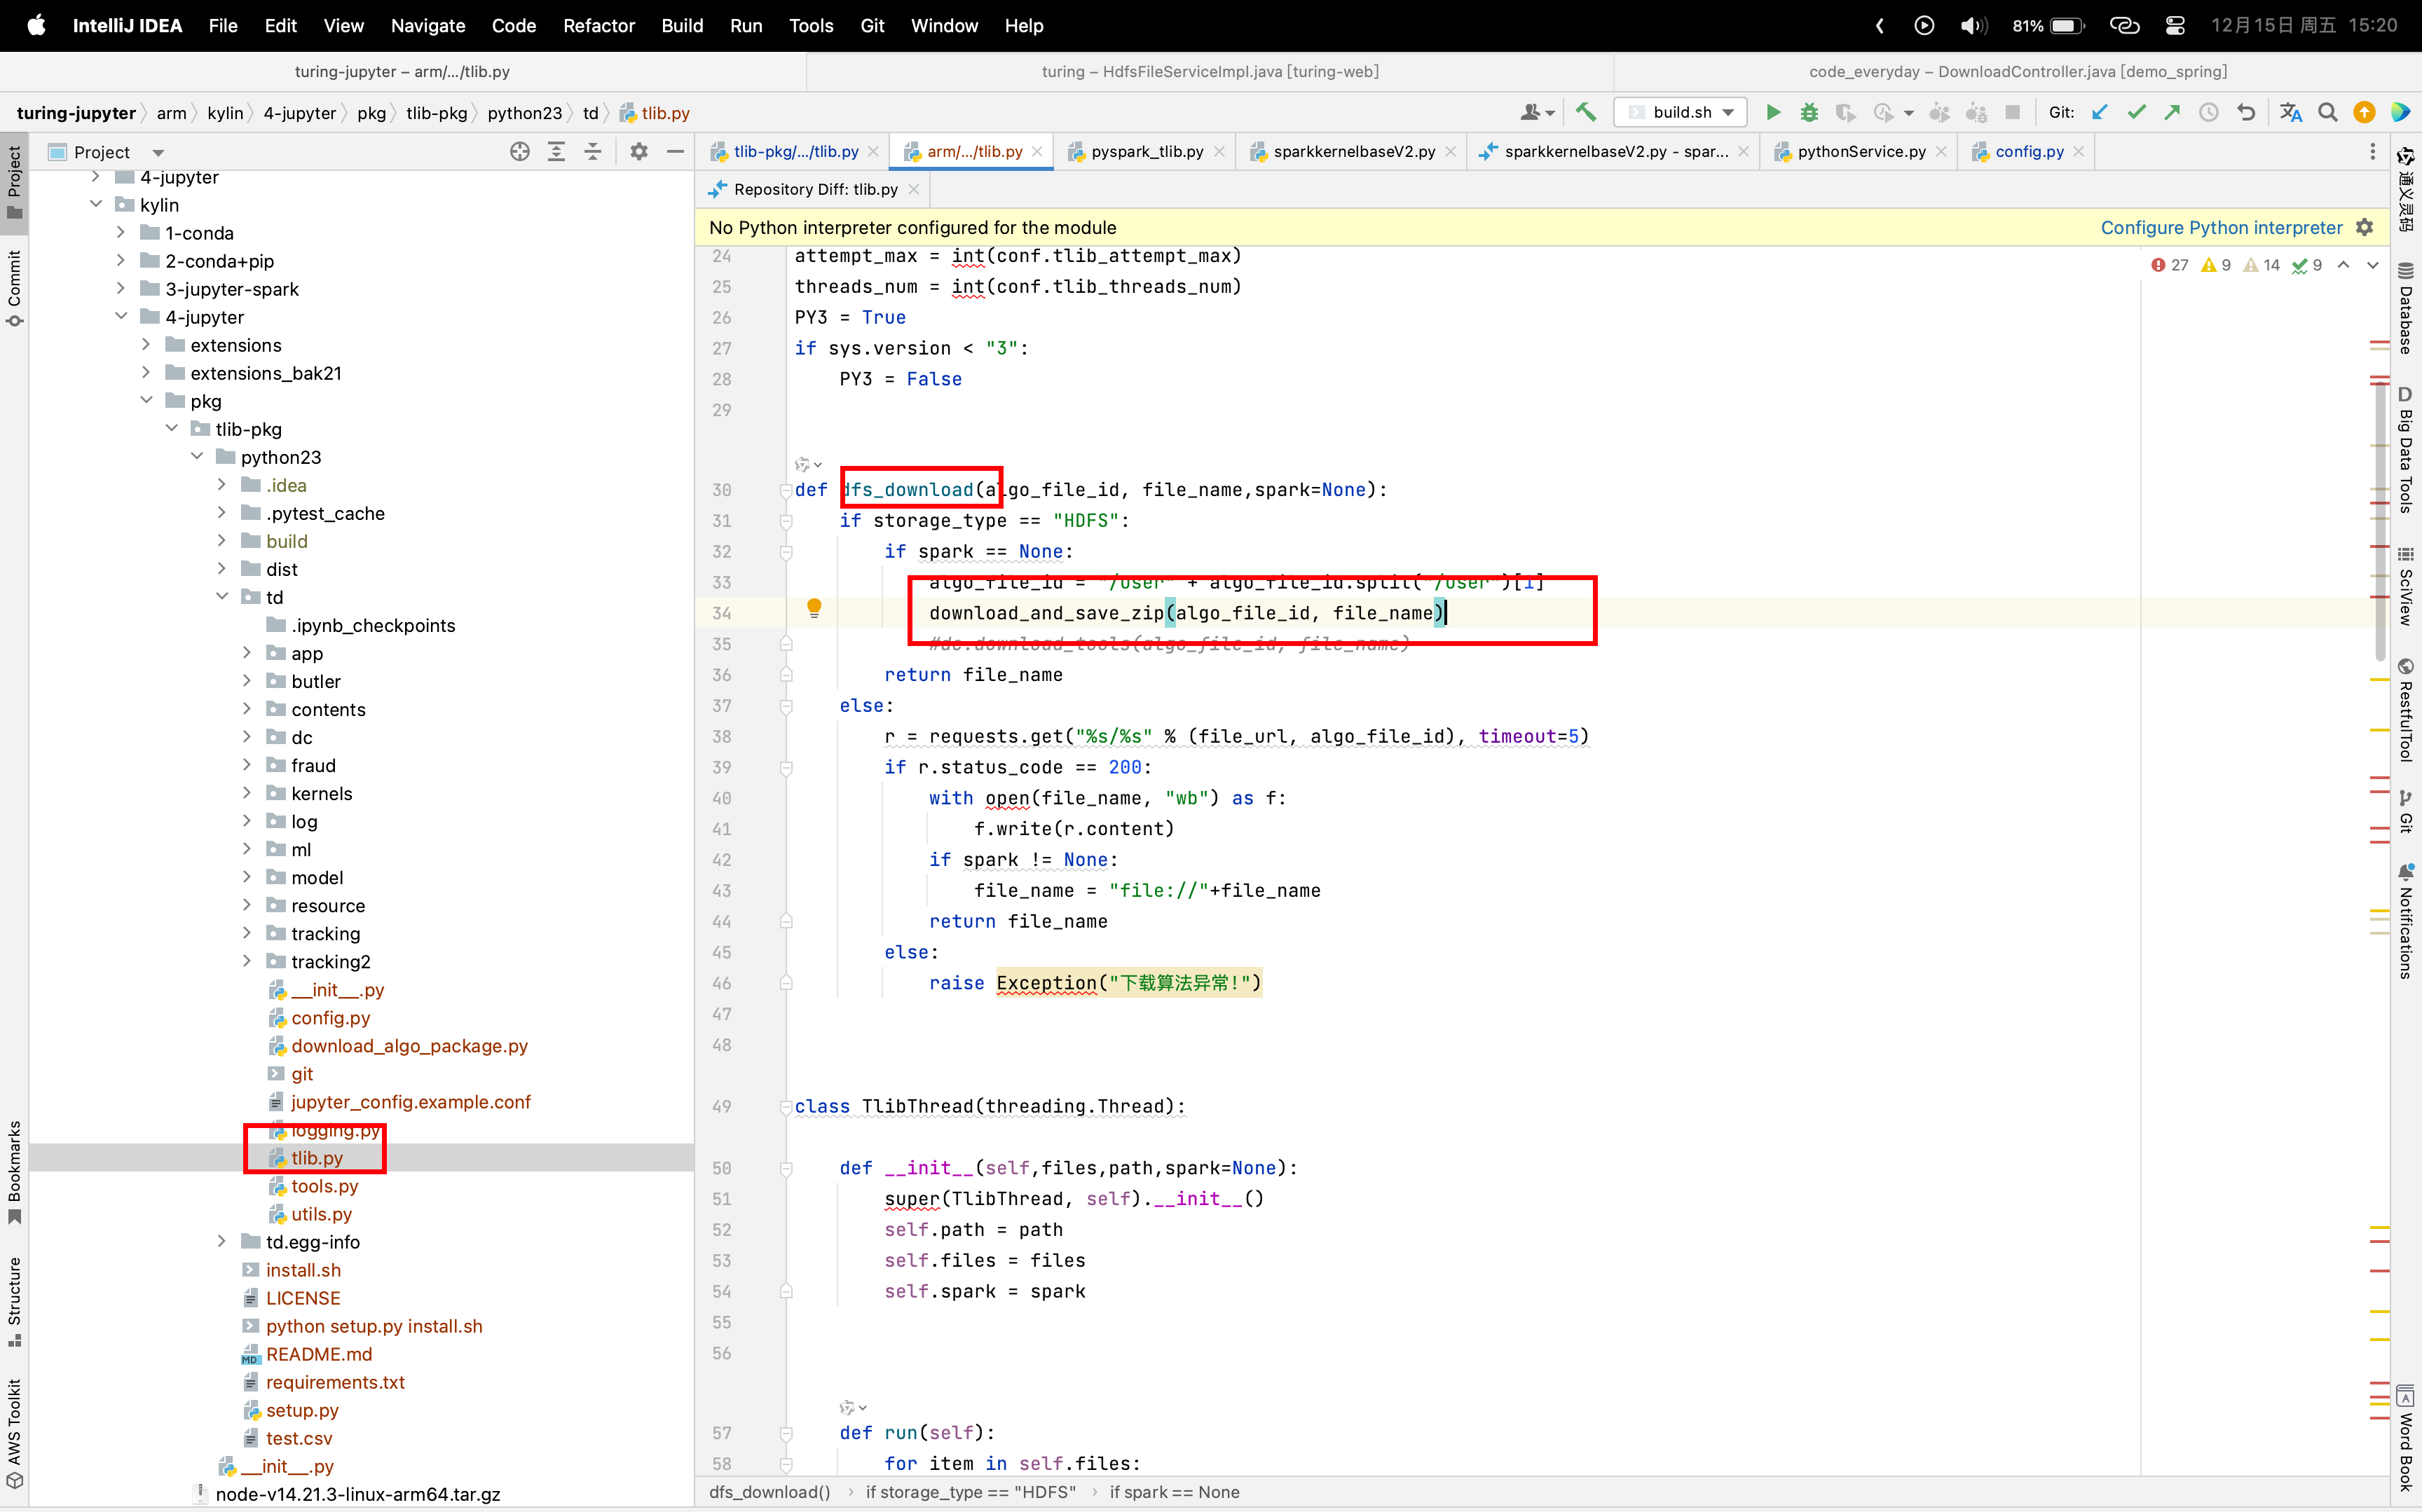 IntelliJ IDEA File Edit View Navigate Code Refactor Build Run Tools Git Window Help 81% 12月15日 周五 15:20
turing-jupyter – arm/.../tlib.py turing – HdfsFileServiceImpl.java [turing-web] code_everyday – DownloadController.java [demo_spring]
turing-jupyter arm kylin 4-jupyter pkg tlib-pkg python23 td tlib.py build.sh Git:
Project
tlib-pkg/.../tlib.py arm/.../tlib.py pyspark_tlib.py sparkkernelbaseV2.py sparkkernelbaseV2.py - spar... pythonService.py config.py
Repository Diff: tlib.py
No Python interpreter configured for the module Configure Python interpreter
27 9 14 9
Project
Commit
Bookmarks
Structure
AWS Toolkit
4-jupyter
kylin
1-conda
2-conda+pip
3-jupyter-spark
4-jupyter
extensions
extensions_bak21
pkg
tlib-pkg
python23
.idea
.pytest_cache
build
dist
td
.ipynb_checkpoints
app
butler
contents
dc
fraud
kernels
log
ml
model
resource
tracking
tracking2
__init__.py
config.py
download_algo_package.py
git
jupyter_config.example.conf
logging.py
tlib.py
tools.py
utils.py
td.egg-info
install.sh
LICENSE
python setup.py install.sh
README.md
requirements.txt
setup.py
test.csv
__init__.py
node-v14.21.3-linux-arm64.tar.gz
24 attempt_max = int(conf.tlib_attempt_max)
25 threads_num = int(conf.tlib_threads_num)
26 PY3 = True
27 if sys.version < "3":
28 PY3 = False
29
30 def dfs_download(algo_file_id, file_name,spark=None):
31 if storage_type == "HDFS":
32 if spark == None:
33 algo_file_id = "/user" + algo_file_id.split("/user")[1]
34 download_and_save_zip(algo_file_id, file_name)
35 #dc.download_tools(algo_file_id, file_name)
36 return file_name
37 else:
38 r = requests.get("%s/%s" % (file_url, algo_file_id), timeout=5)
39 if r.status_code == 200:
40 with open(file_name, "wb") as f:
41 f.write(r.content)
42 if spark != None:
43 file_name = "file://"+file_name
44 return file_name
45 else:
46 raise Exception("下载算法异常!")
47
48
49 class TlibThread(threading.Thread):
50 def __init__(self,files,path,spark=None):
51 super(TlibThread, self).__init__()
52 self.path = path
53 self.files = files
54 self.spark = spark
55
56
57 def run(self):
58 for item in self.files:
dfs_download() if storage_type == "HDFS" if spark == None
通义灵码
Database
D Big Data Tools
SciView
RestfulTool
Git
Notifications
Word Book